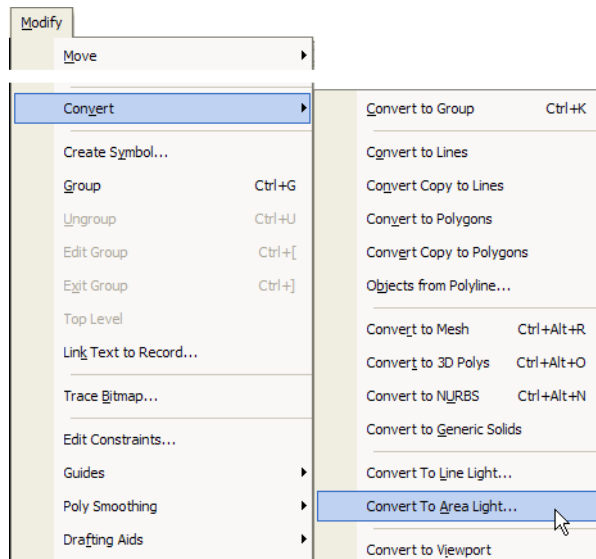 Modify
Move
Convert
Create Symbol...
Group Ctrl+G
Ungroup Ctrl+U
Edit Group Ctrl+[
Exit Group Ctrl+]
Top Level
Link Text to Record...
Trace Bitmap...
Edit Constraints...
Guides
Poly Smoothing
Drafting Aids
Convert to Group Ctrl+K
Convert to Lines
Convert Copy to Lines
Convert to Polygons
Convert Copy to Polygons
Objects from Polyline...
Convert to Mesh Ctrl+Alt+R
Convert to 3D Polys Ctrl+Alt+O
Convert to NURBS Ctrl+Alt+N
Convert to Generic Solids
Convert To Line Light...
Convert To Area Light...
Convert to Viewport